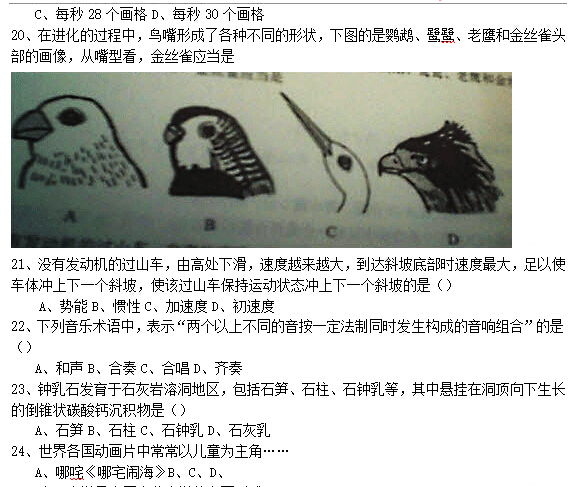 C、每秒 28 个画格 D、每秒 30 个画格
20、在进化的过程中，鸟嘴形成了各种不同的形状，下图的是鹦鹉、鹭鹭、老鹰和金丝雀头
部的画像，从嘴型看，金丝雀应当是
A
B
C
D
21、没有发动机的过山车，由高处下滑，速度越来越大，到达斜坡底部时速度最大，足以使
车体冲上下一个斜坡，使该过山车保持运动状态冲上下一个斜坡的是（）
A、势能 B、惯性 C、加速度 D、初速度
22、下列音乐术语中，表示“两个以上不同的音按一定法制同时发生构成的音响组合”的是
（）
A、和声 B、合奏 C、合唱 D、齐奏
23、钟乳石发育于石灰岩溶洞地区，包括石笋、石柱、石钟乳等，其中悬挂在洞顶向下生长
的倒锥状碳酸钙沉积物是（）
A、石笋 B、石柱 C、石钟乳 D、石灰乳
24、世界各国动画片中常常以儿童为主角……
A、哪咤《哪宅闹海》B、C、D、